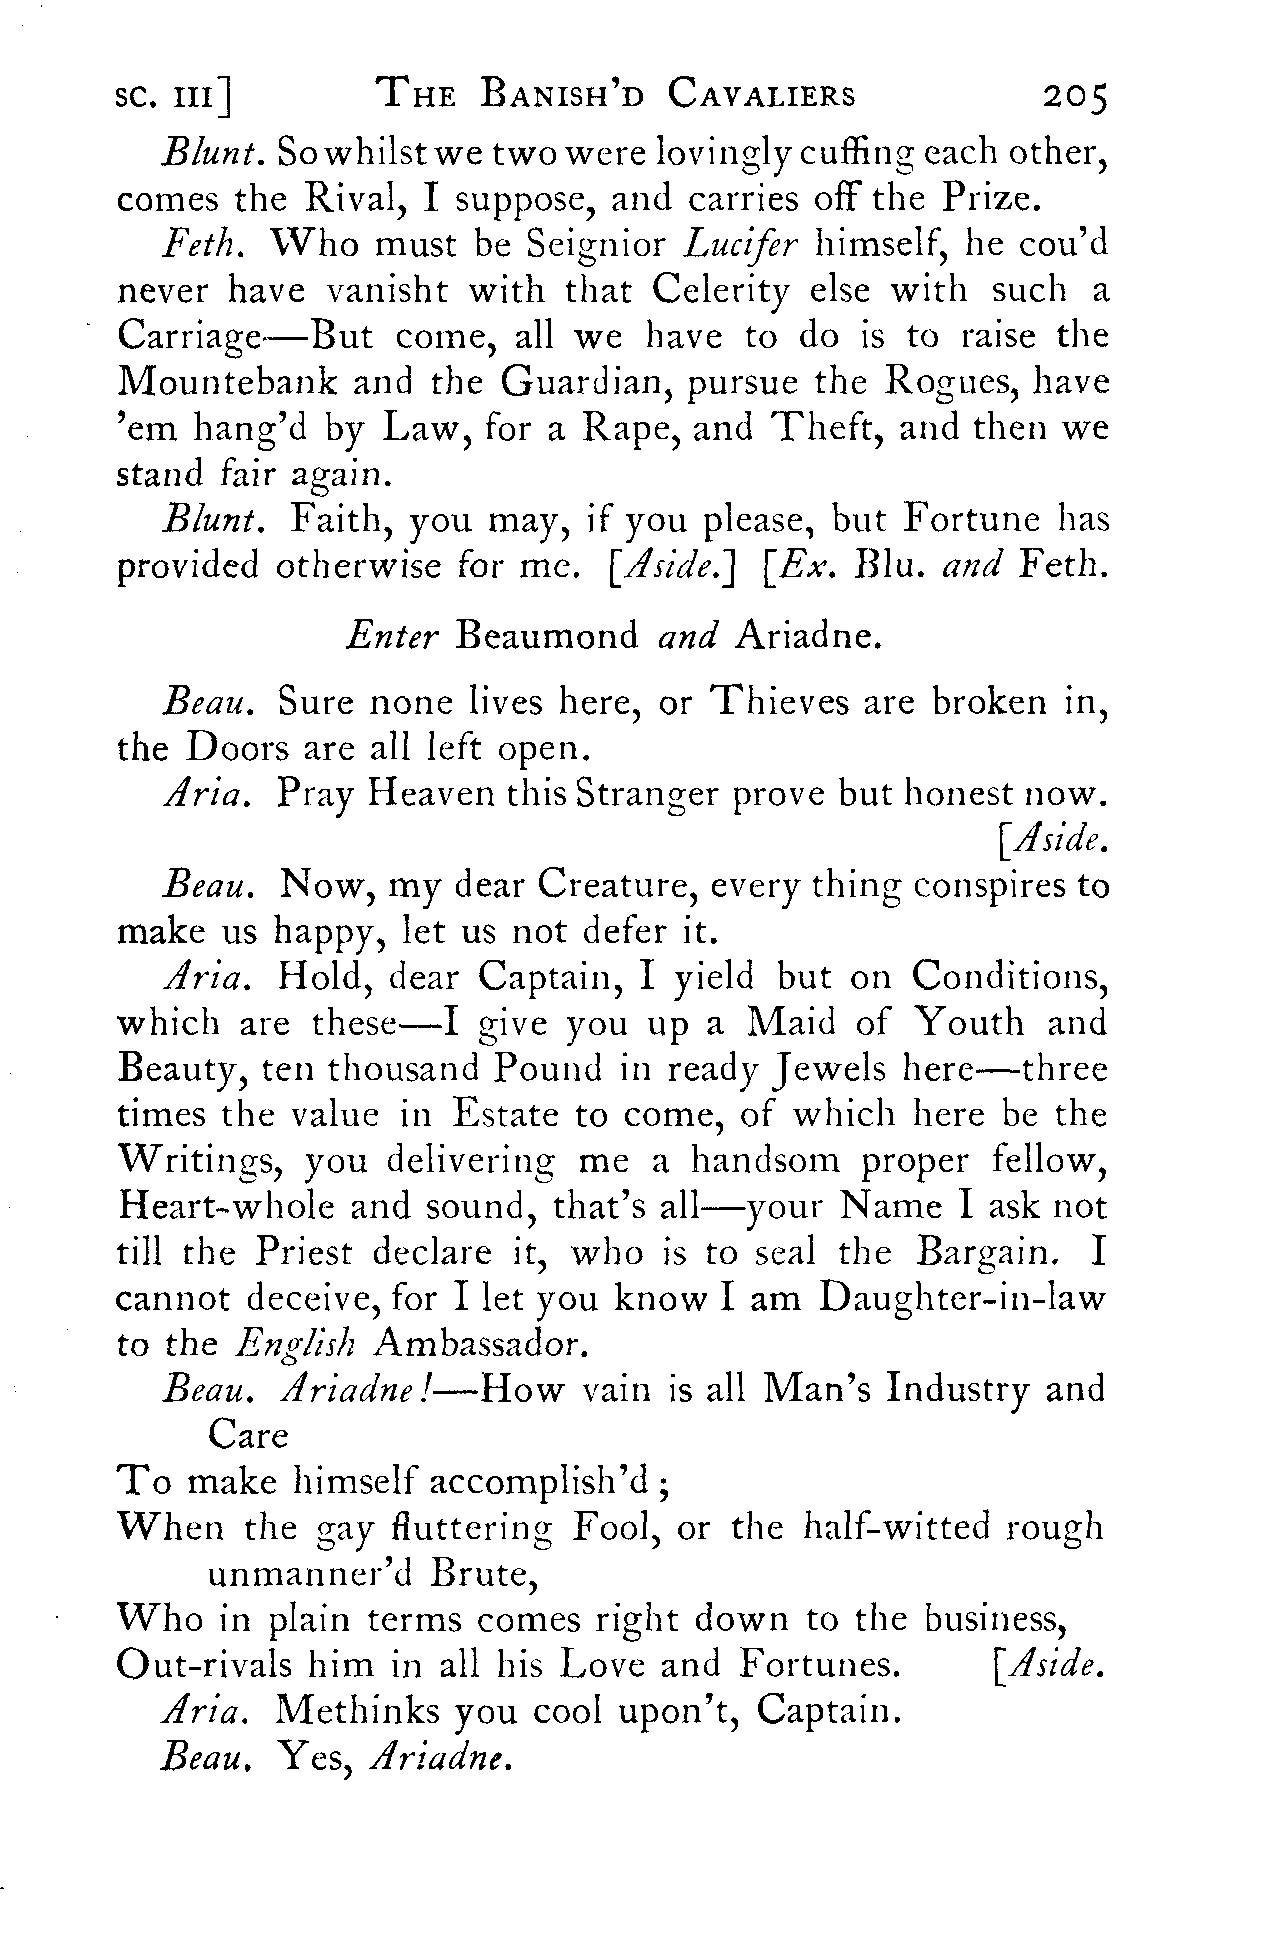 SC. III] THE BANISH'D CAVALIERS 205
Blunt. So whilst we two were lovingly cuffing each other,
comes the Rival, I suppose, and carries off the Prize.
Feth. Who must be Seignior Lucifer himself, he cou'd
never have vanisht with that Celerity else with such a
Carriage—But come, all we have to do is to raise the
Mountebank and the Guardian, pursue the Rogues, have
'em hang'd by Law, for a Rape, and Theft, and then we
stand fair again.
Blunt. Faith, you may, if you please, but Fortune has
provided otherwise for me. [Aside.] [Ex. Blu. and Feth.
Enter Beaumond and Ariadne.
Beau. Sure none lives here, or Thieves are broken in,
the Doors are all left open.
Aria. Pray Heaven this Stranger prove but honest now.
[Aside.
Beau. Now, my dear Creature, every thing conspires to
make us happy, let us not defer it.
Aria. Hold, dear Captain, I yield but on Conditions,
which are these—I give you up a Maid of Youth and
Beauty, ten thousand Pound in ready Jewels here—three
times the value in Estate to come, of which here be the
Writings, you delivering me a handsom proper fellow,
Heart-whole and sound, that's all—your Name I ask not
till the Priest declare it, who is to seal the Bargain. I
cannot deceive, for I let you know I am Daughter-in-law
to the English Ambassador.
Beau. Ariadne!—How vain is all Man's Industry and
Care
To make himself accomplish'd;
When the gay fluttering Fool, or the half-witted rough
unmanner'd Brute,
Who in plain terms comes right down to the business,
Out-rivals him in all his Love and Fortunes. [Aside.
Aria. Methinks you cool upon't, Captain.
Beau. Yes, Ariadne.